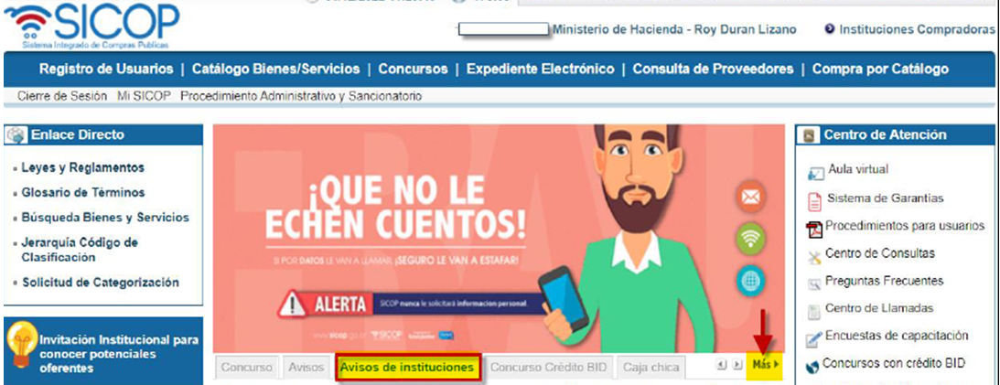 SICOP
Sistema Integrado de Compras Públicas
Ministerio de Hacienda - Roy Duran Lizano
Instituciones Compradoras
Registro de Usuarios | Catálogo Bienes/Servicios | Concursos | Expediente Electrónico | Consulta de Proveedores | Compra por Catálogo
Cierre de Sesión Mi SICOP Procedimiento Administrativo y Sancionatorio
Enlace Directo
Leyes y Reglamentos
Glosario de Términos
Búsqueda Bienes y Servicios
Jerarquía Código de
Clasificación
Solicitud de Categorización
Invitación Institucional para
conocer potenciales
oferentes
¡QUE NO LE
ECHEN CUENTOS!
SI POR DATOS LE VAN A LLAMAR, ¡SEGURO LE VAN A ESTAFAR!
ALERTA
SICOP nunca le solicitará informacion personal.
SICOP
Concurso
Avisos
Avisos de instituciones
Concurso Crédito BID
Caja chica
Más
Centro de Atención
Aula virtual
Sistema de Garantías
Procedimientos para usuarios
Centro de Consultas
Preguntas Frecuentes
Centro de Llamadas
Encuestas de capacitación
Concursos con crédito BID